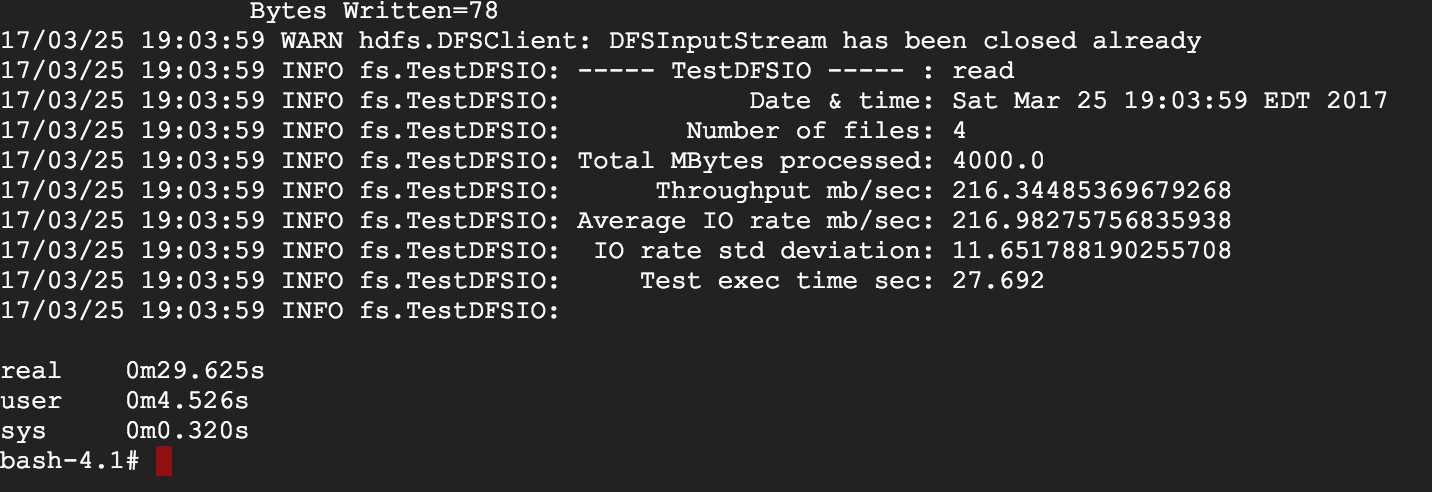 Bytes Written=78
17/03/25 19:03:59 WARN hdfs.DFSClient: DFSInputStream has been closed already
17/03/25 19:03:59 INFO fs.TestDFSIO: ----- TestDFSIO ----- : read
17/03/25 19:03:59 INFO fs.TestDFSIO:            Date & time: Sat Mar 25 19:03:59 EDT 2017
17/03/25 19:03:59 INFO fs.TestDFSIO:        Number of files: 4
17/03/25 19:03:59 INFO fs.TestDFSIO: Total MBytes processed: 4000.0
17/03/25 19:03:59 INFO fs.TestDFSIO:      Throughput mb/sec: 216.34485369679268
17/03/25 19:03:59 INFO fs.TestDFSIO: Average IO rate mb/sec: 216.98275756835938
17/03/25 19:03:59 INFO fs.TestDFSIO:  IO rate std deviation: 11.651788190255708
17/03/25 19:03:59 INFO fs.TestDFSIO:     Test exec time sec: 27.692
17/03/25 19:03:59 INFO fs.TestDFSIO:
real    0m29.625s
user    0m4.526s
sys     0m0.320s
bash-4.1#